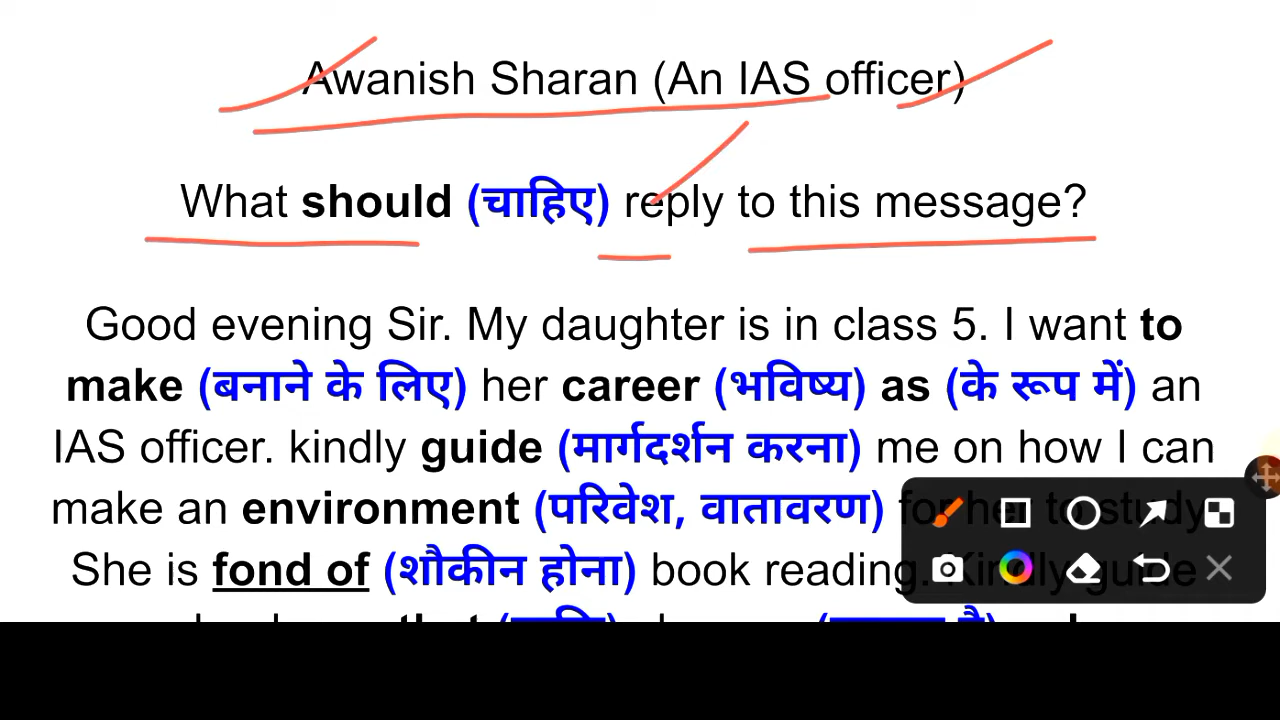 Awanish Sharan (An IAS officer)
What should (चाहिए) reply to this message?
Good evening Sir. My daughter is in class 5. I want to
make (बनाने के लिए) her career (भविष्य) as (के रूप में) an
IAS officer. kindly guide (मार्गदर्शन करना) me on how I can
make an environment (परिवेश, वातावरण) for her to study.
She is fond of (शौकीन होना) book reading. Kindly guide